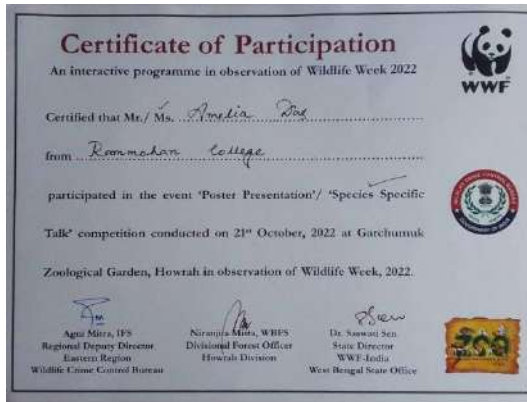 Certificate of Participation
An interactive programme in observation of Wildlife Week 2022
WWF
Certified that Mr./ Ms. Amelia Das
from Rammohan College
participated in the event 'Poster Presentation'/ 'Species Specific
Talk' competition conducted on 21st October, 2022 at Garchumuk
Zoological Garden, Howrah in observation of Wildlife Week, 2022.
Agni Mitra, IFS
Regional Deputy Director
Eastern Region
Wildlife Crime Control Bureau
Niranjita Mitra, WBFS
Divisional Forest Officer
Howrah Division
Dr. Saswati Sen
State Director
WWF-India
West Bengal State Office